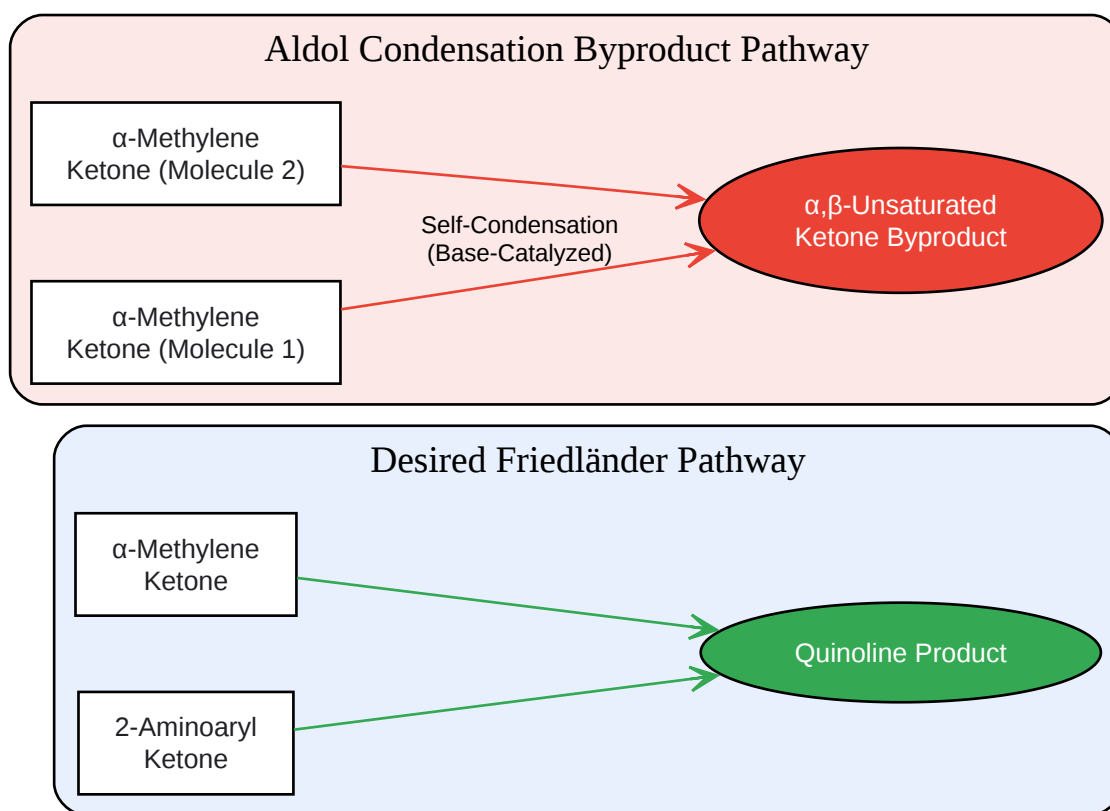 Aldol Condensation Byproduct Pathway
α-Methylene
Ketone (Molecule 2)
Self-Condensation
(Base-Catalyzed)
α,β-Unsaturated
Ketone Byproduct
α-Methylene
Ketone (Molecule 1)
Desired Friedländer Pathway
α-Methylene
Ketone
Quinoline Product
2-Aminoaryl
Ketone